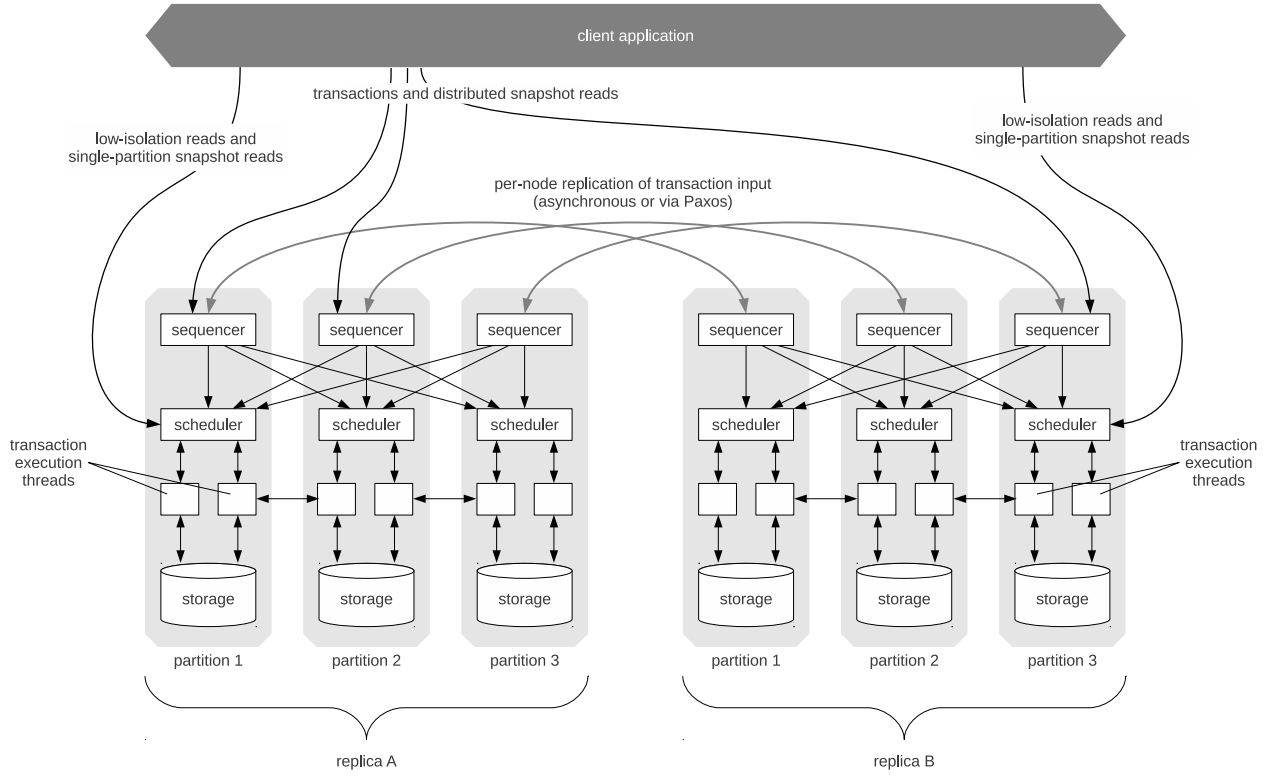 client application
transactions and distributed snapshot reads
low-isolation reads and
single-partition snapshot reads
low-isolation reads and
single-partition snapshot reads
per-node replication of transaction input
(asynchronous or via Paxos)
sequencer
sequencer
sequencer
sequencer
sequencer
sequencer
scheduler
scheduler
scheduler
scheduler
scheduler
scheduler
transaction
execution
threads
transaction
execution
threads
storage
storage
storage
storage
storage
storage
partition 1
partition 2
partition 3
partition 1
partition 2
partition 3
replica A
replica B